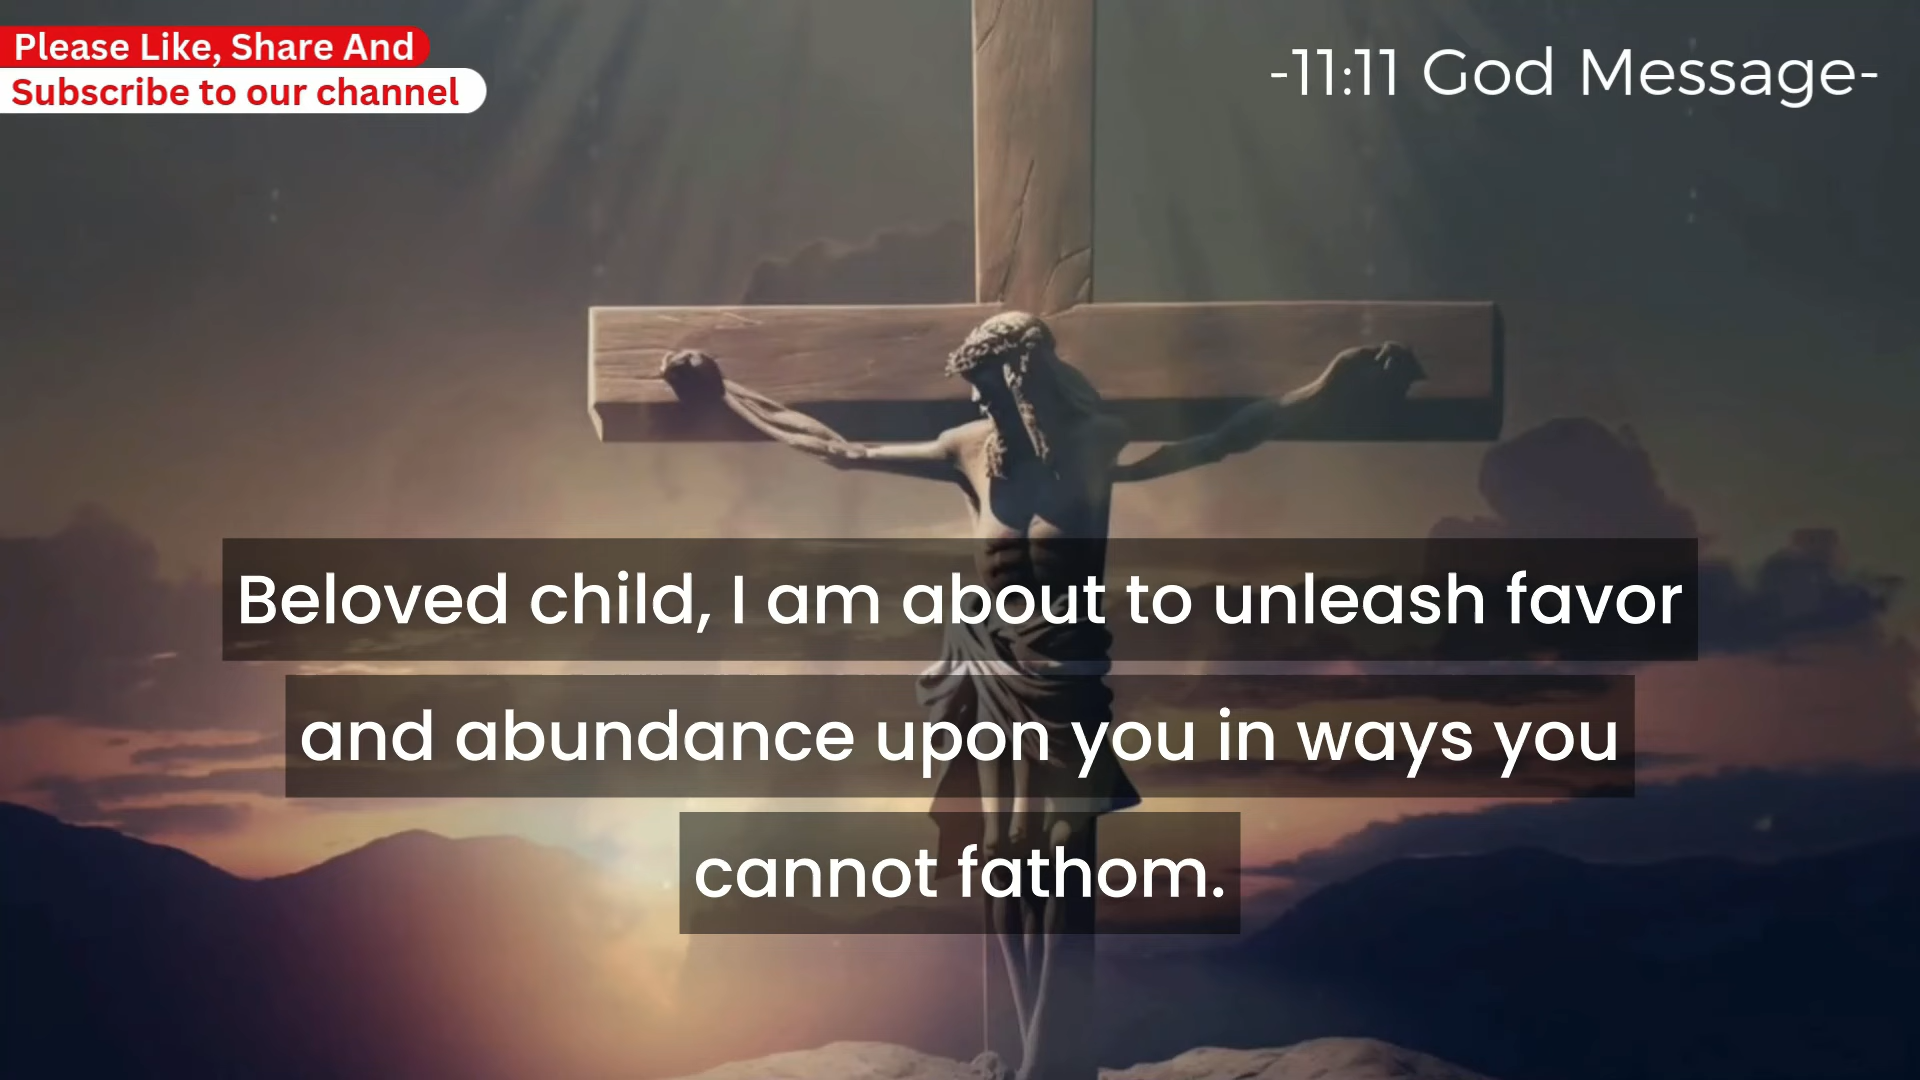 Please Like, Share And
Subscribe to our channel
-11:11 God Message-
Beloved child, I am about to unleash favor
and abundance upon you in ways you
cannot fathom.